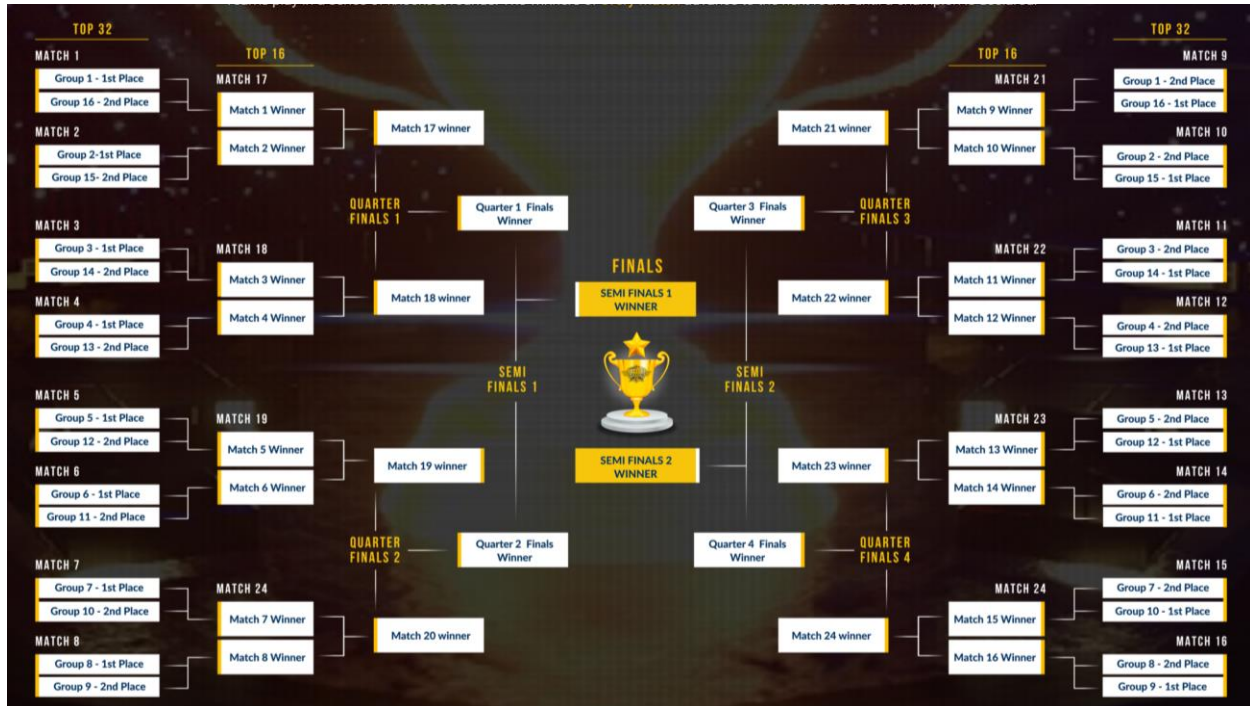 TOP 32
MATCH 1
Group 1 - 1st Place
Group 16 - 2nd Place
MATCH 2
Group 2-1st Place
Group 15- 2nd Place
MATCH 3
Group 3 - 1st Place
Group 14 - 2nd Place
MATCH 4
Group 4 - 1st Place
Group 13 - 2nd Place
MATCH 5
Group 5 - 1st Place
Group 12 - 2nd Place
MATCH 6
Group 6 - 1st Place
Group 11 - 2nd Place
MATCH 7
Group 7 - 1st Place
Group 10 - 2nd Place
MATCH 8
Group 8 - 1st Place
Group 9 - 2nd Place
TOP 16
MATCH 17
Match 1 Winner
Match 2 Winner
MATCH 18
Match 3 Winner
Match 4 Winner
MATCH 19
Match 5 Winner
Match 6 Winner
MATCH 24
Match 7 Winner
Match 8 Winner
Match 17 winner
QUARTER
FINALS 1
Match 18 winner
Match 19 winner
QUARTER
FINALS 2
Match 20 winner
Quarter 1 Finals
Winner
SEMI
FINALS 1
Quarter 2 Finals
Winner
FINALS
SEMI FINALS 1
WINNER
SEMI FINALS 2
WINNER
Quarter 3 Finals
Winner
SEMI
FINALS 2
Quarter 4 Finals
Winner
Match 21 winner
QUARTER
FINALS 3
Match 22 winner
Match 23 winner
QUARTER
FINALS 4
Match 24 winner
TOP 16
MATCH 21
Match 9 Winner
Match 10 Winner
MATCH 22
Match 11 Winner
Match 12 Winner
MATCH 23
Match 13 Winner
Match 14 Winner
MATCH 24
Match 15 Winner
Match 16 Winner
TOP 32
MATCH 9
Group 1 - 2nd Place
Group 16 - 1st Place
MATCH 10
Group 2 - 2nd Place
Group 15 - 1st Place
MATCH 11
Group 3 - 2nd Place
Group 14 - 1st Place
MATCH 12
Group 4 - 2nd Place
Group 13 - 1st Place
MATCH 13
Group 5 - 2nd Place
Group 12 - 1st Place
MATCH 14
Group 6 - 2nd Place
Group 11 - 1st Place
MATCH 15
Group 7 - 2nd Place
Group 10 - 1st Place
MATCH 16
Group 8 - 2nd Place
Group 9 - 1st Place